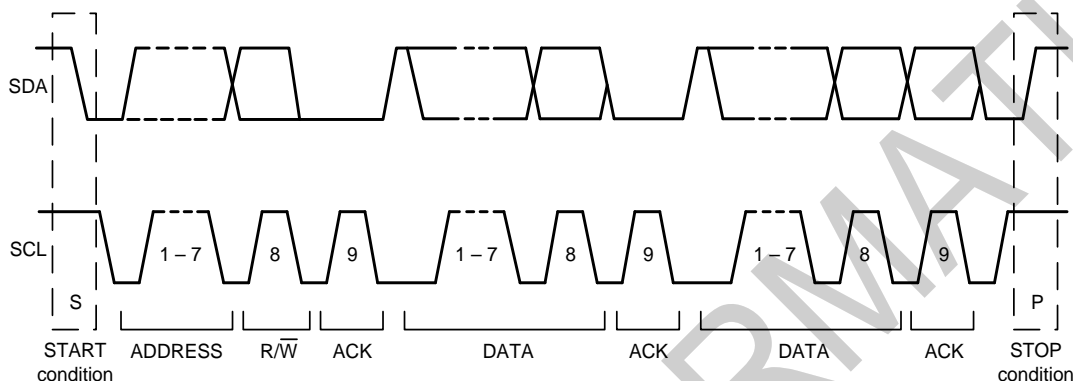 SDA
SCL
1 – 7
8
9
1 – 7
8
9
1 – 7
8
9
S
P
START
condition
ADDRESS
R/W̅
ACK
DATA
ACK
DATA
ACK
STOP
condition